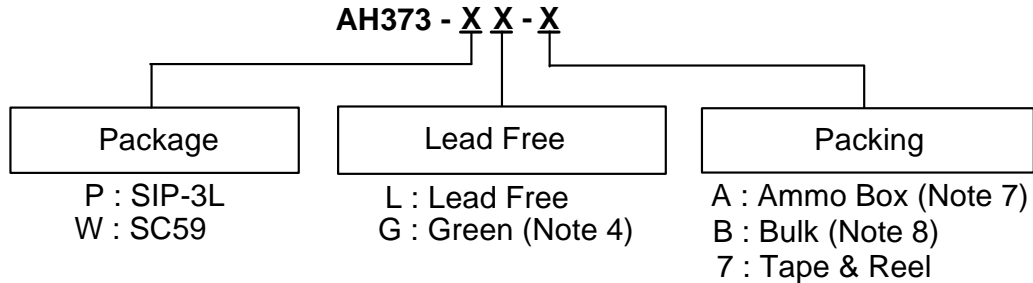 AH373 - X X - X
Package
Lead Free
Packing
P : SIP-3L
L : Lead Free
A : Ammo Box (Note 7)
W : SC59
G : Green (Note 4)
B : Bulk (Note 8)
7 : Tape & Reel